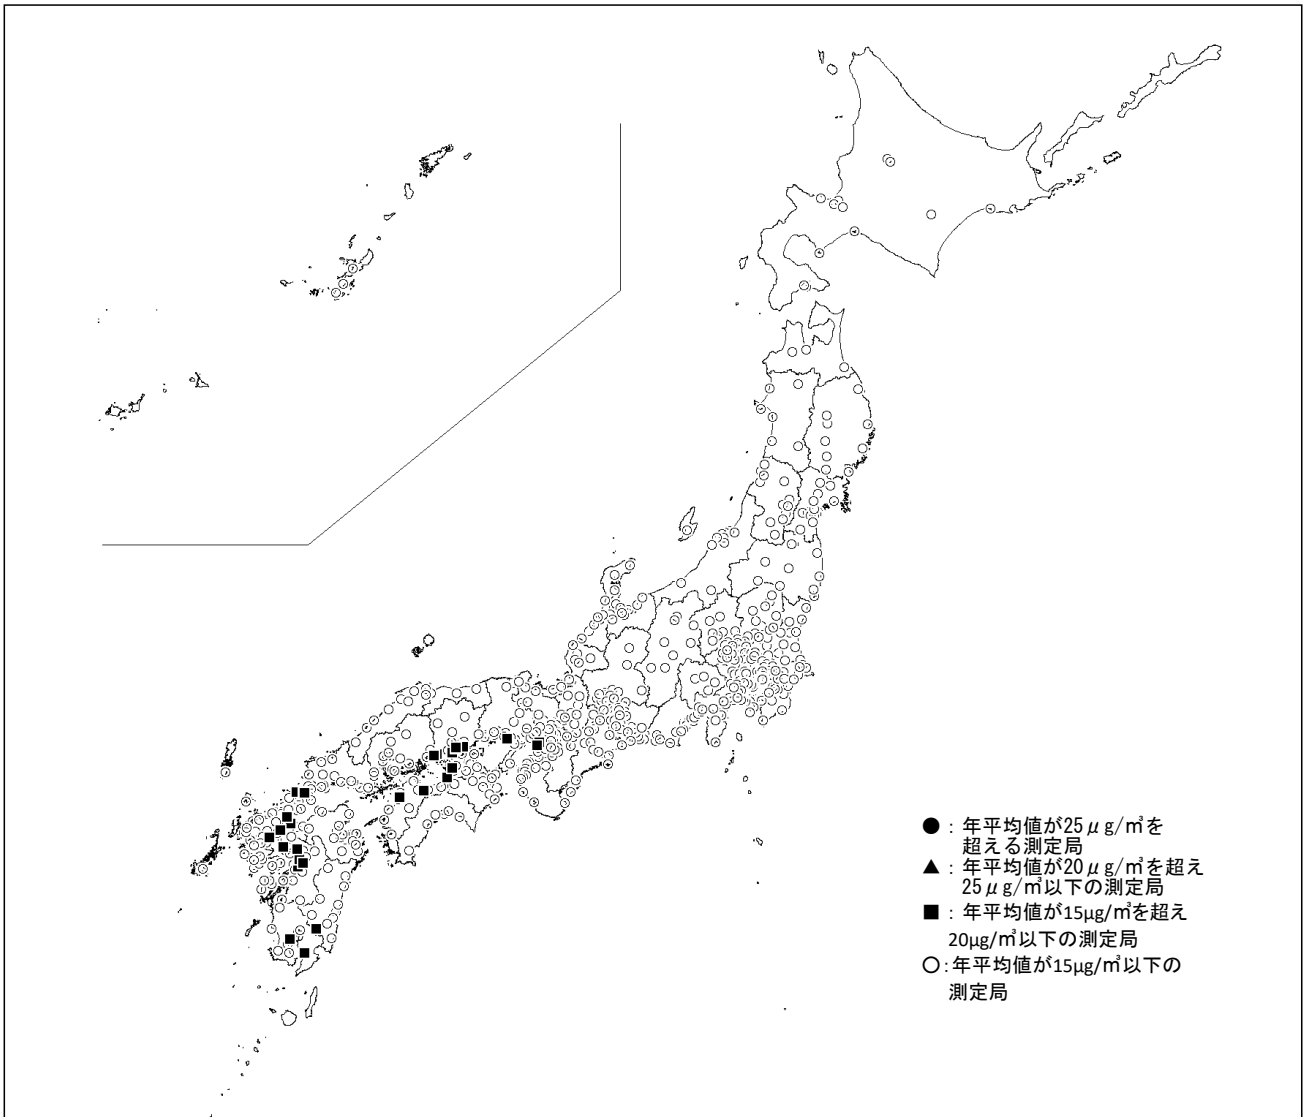 ●：年平均値が25μg/㎥を
超える測定局
▲：年平均値が20μg/㎥を超え
25μg/㎥以下の測定局
■：年平均値が15µg/㎥を超え
20µg/㎥以下の測定局
○：年平均値が15µg/㎥以下の
測定局